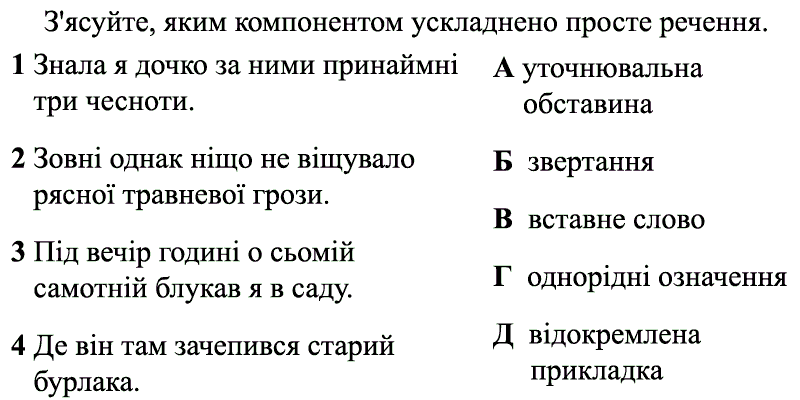 З'ясуйте, яким компонентом ускладнено просте речення.
1 Знала я дочко за ними принаймні
три чесноти.
2 Зовні однак ніщо не віщувало
рясної травневої грози.
3 Під вечір годині о сьомій
самотній блукав я в саду.
4 Де він там зачепився старий
бурлака.
А уточнювальна
обставина
Б звертання
В вставне слово
Г однорідні означення
Д відокремлена
прикладка